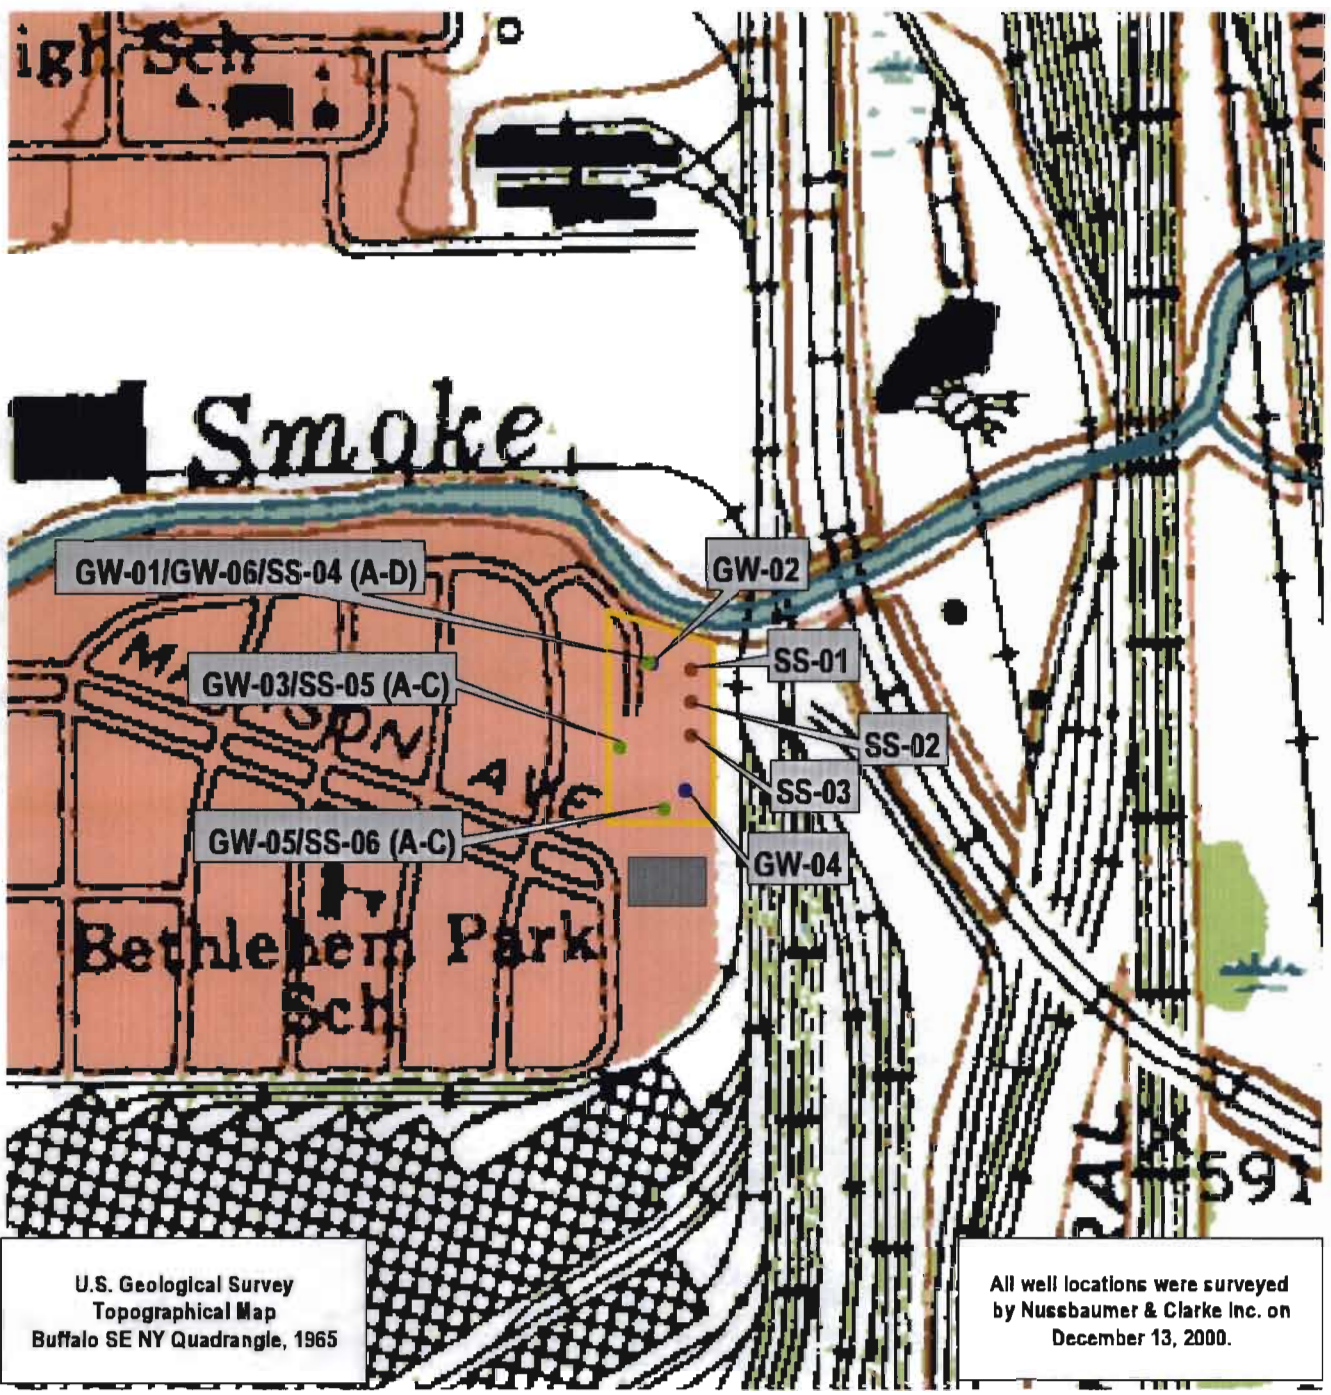 igh Sch
Smoke
GW-01/GW-06/SS-04 (A-D)
GW-02
SS-01
GW-03/SS-05 (A-C)
SS-02
SS-03
AVE
GW-05/SS-06 (A-C)
GW-04
Bethlehem Park
Sch
591
U.S. Geological Survey
Topographical Map
Buffalo SE NY Quadrangle, 1965
All well locations were surveyed
by Nussbaumer & Clarke Inc. on
December 13, 2000.